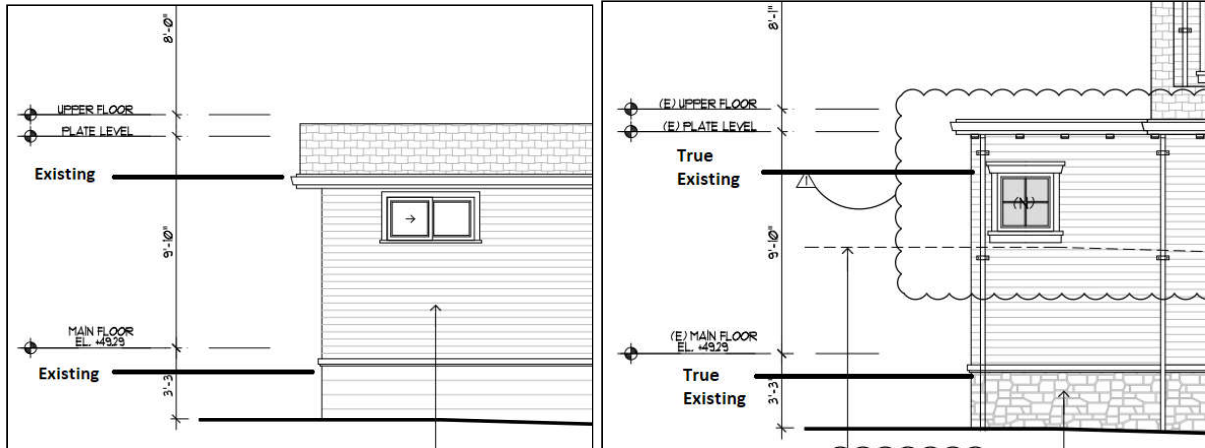 8'-0"
UPPER FLOOR
PLATE LEVEL
Existing
9'-10"
MAIN FLOOR
EL. +49.29
Existing
3'-3
8'-1"
(E) UPPER FLOOR
(E) PLATE LEVEL
True
Existing
1
(N)
9'-10"
(E) MAIN FLOOR
EL. +49.29
True
Existing
3'-3"